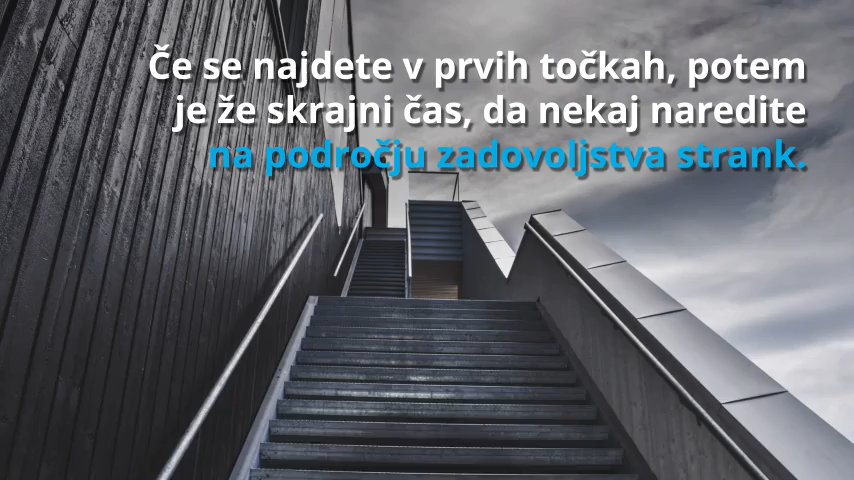 Če se najdete v prvih točkah, potem
je že skrajni čas, da nekaj naredite
na področju zadovoljstva strank.